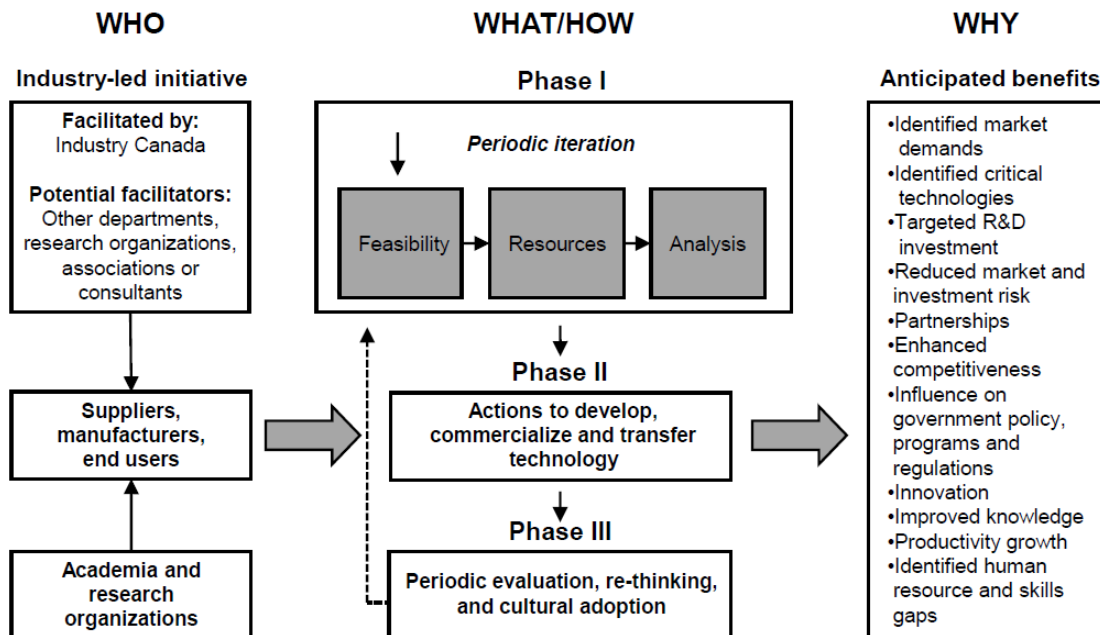 WHO
Industry-led initiative
Facilitated by:
Industry Canada
Potential facilitators:
Other departments,
research organizations,
associations or
consultants
Suppliers,
manufacturers,
end users
Academia and
research
organizations
WHAT/HOW
Phase I
Periodic iteration
Feasibility
Resources
Analysis
Phase II
Actions to develop,
commercialize and transfer
technology
Phase III
Periodic evaluation, re-thinking,
and cultural adoption
WHY
Anticipated benefits
•Identified market
demands
•Identified critical
technologies
•Targeted R&D
investment
•Reduced market and
investment risk
•Partnerships
•Enhanced
competitiveness
•Influence on
government policy,
programs and
regulations
•Innovation
•Improved knowledge
•Productivity growth
•Identified human
resource and skills
gaps